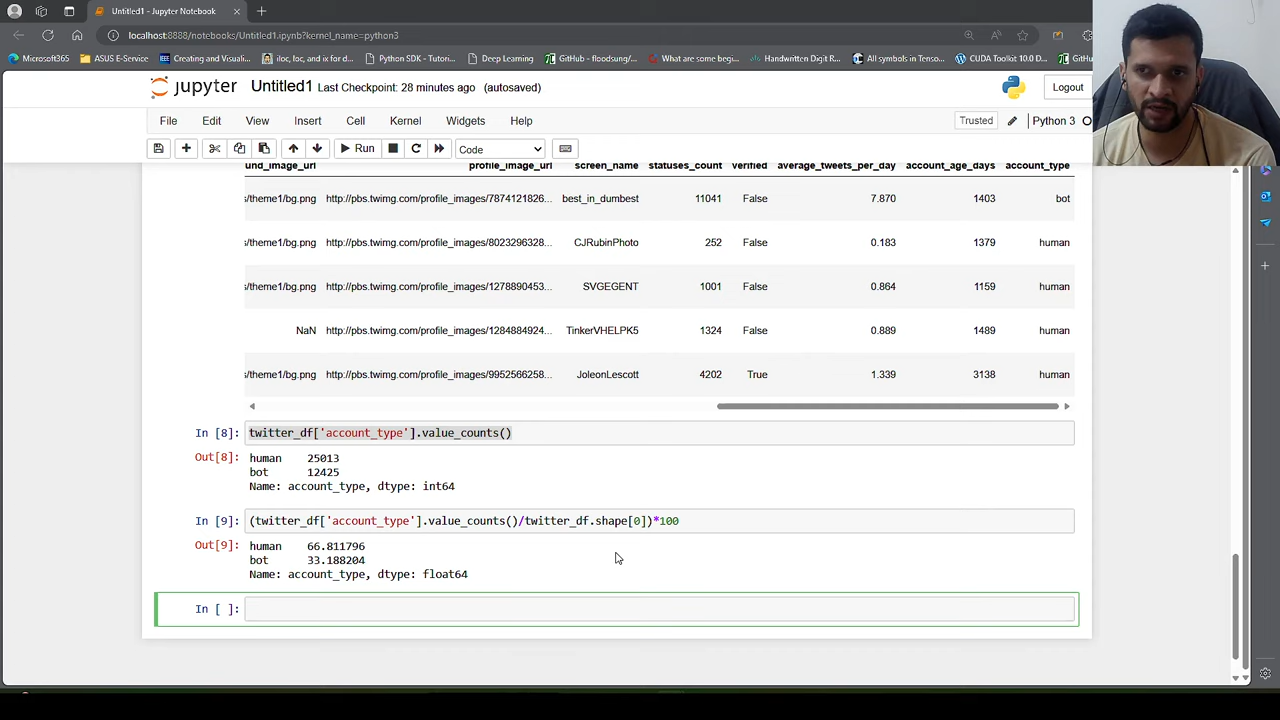 Untitled1 - Jupyter Notebook
localhost:8888/notebooks/Untitled1.ipynb?kernel_name=python3
Microsoft365 ASUS E-Service Creating and Visuali... iloc, loc, and ix for d... Python SDK - Tutori... Deep Learning GitHub - floodsung/... What are some begi... Handwritten Digit R... All symbols in Tenso... CUDA Toolkit 10.0 D... GitHu
jupyter Untitled1 Last Checkpoint: 28 minutes ago (autosaved) Logout
File Edit View Insert Cell Kernel Widgets Help Trusted Python 3
Run Code
und_image_url profile_image_url screen_name statuses_count verified average_tweets_per_day account_age_days account_type
s/theme1/bg.png http://pbs.twimg.com/profile_images/7874121826... best_in_dumbest 11041 False 7.870 1403 bot
s/theme1/bg.png http://pbs.twimg.com/profile_images/8023296328... CJRubinPhoto 252 False 0.183 1379 human
s/theme1/bg.png http://pbs.twimg.com/profile_images/1278890453... SVGEGENT 1001 False 0.864 1159 human
NaN http://pbs.twimg.com/profile_images/1284884924... TinkerVHELPK5 1324 False 0.889 1489 human
s/theme1/bg.png http://pbs.twimg.com/profile_images/9952566258... JoleonLescott 4202 True 1.339 3138 human
In [8]: twitter_df['account_type'].value_counts()
Out[8]: human 25013
bot 12425
Name: account_type, dtype: int64
In [9]: (twitter_df['account_type'].value_counts()/twitter_df.shape[0])*100
Out[9]: human 66.811796
bot 33.188204
Name: account_type, dtype: float64
In [ ]: